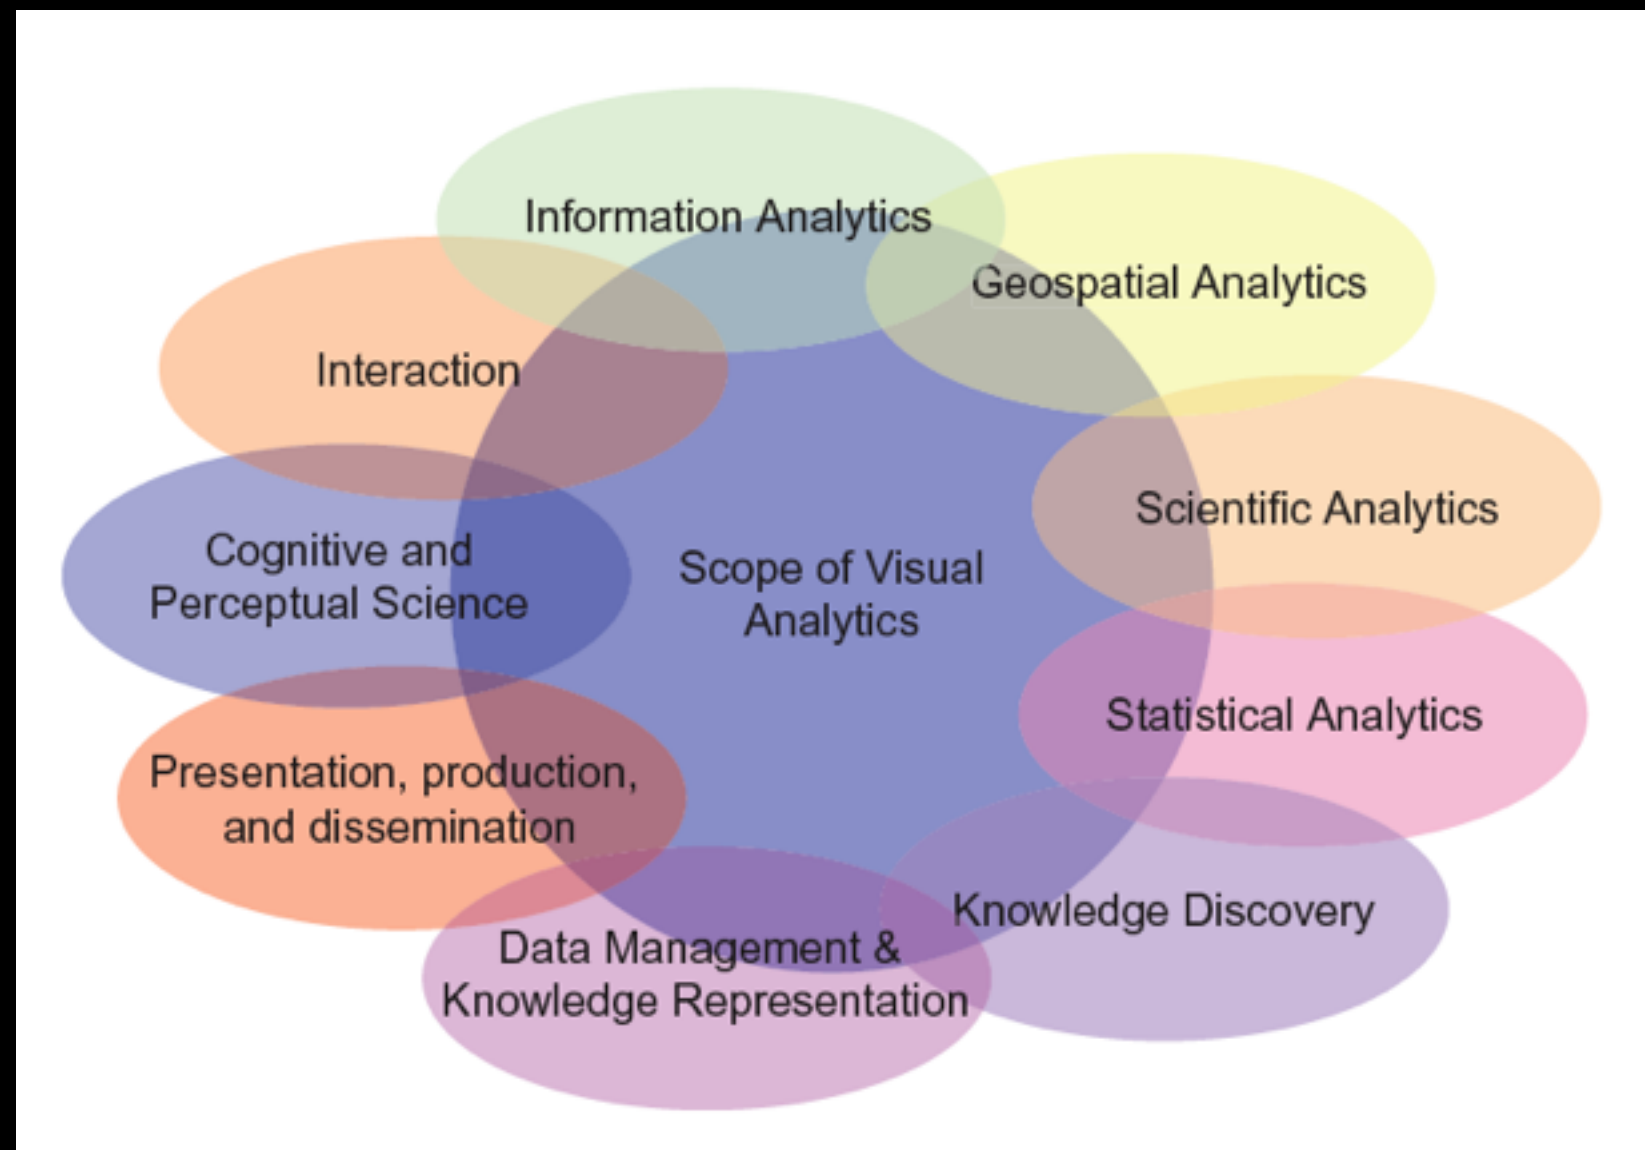 Information Analytics
Geospatial Analytics
Interaction
Scientific Analytics
Cognitive and
Perceptual Science
Scope of Visual
Analytics
Statistical Analytics
Presentation, production,
and dissemination
Knowledge Discovery
Data Management &
Knowledge Representation